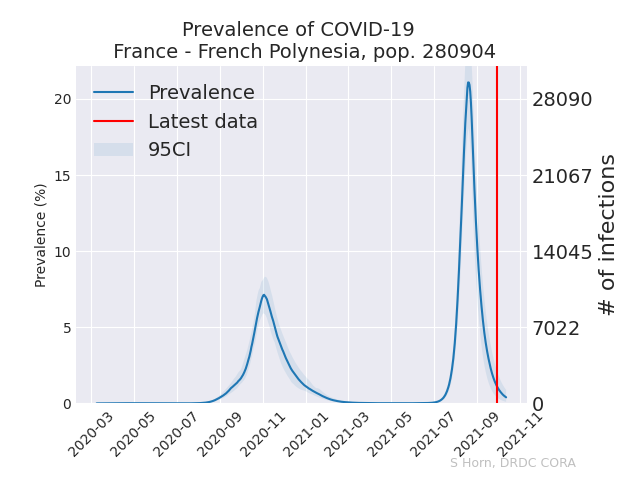 Prevalence of COVID-19
France - French Polynesia, pop. 280904
Prevalence
Latest data
95CI
Prevalence (%)
20
15
10
5
0
28090
21067
14045
7022
0
# of infections
2020-03
2020-05
2020-07
2020-09
2020-11
2021-01
2021-03
2021-05
2021-07
2021-09
2021-11
S Horn, DRDC CORA